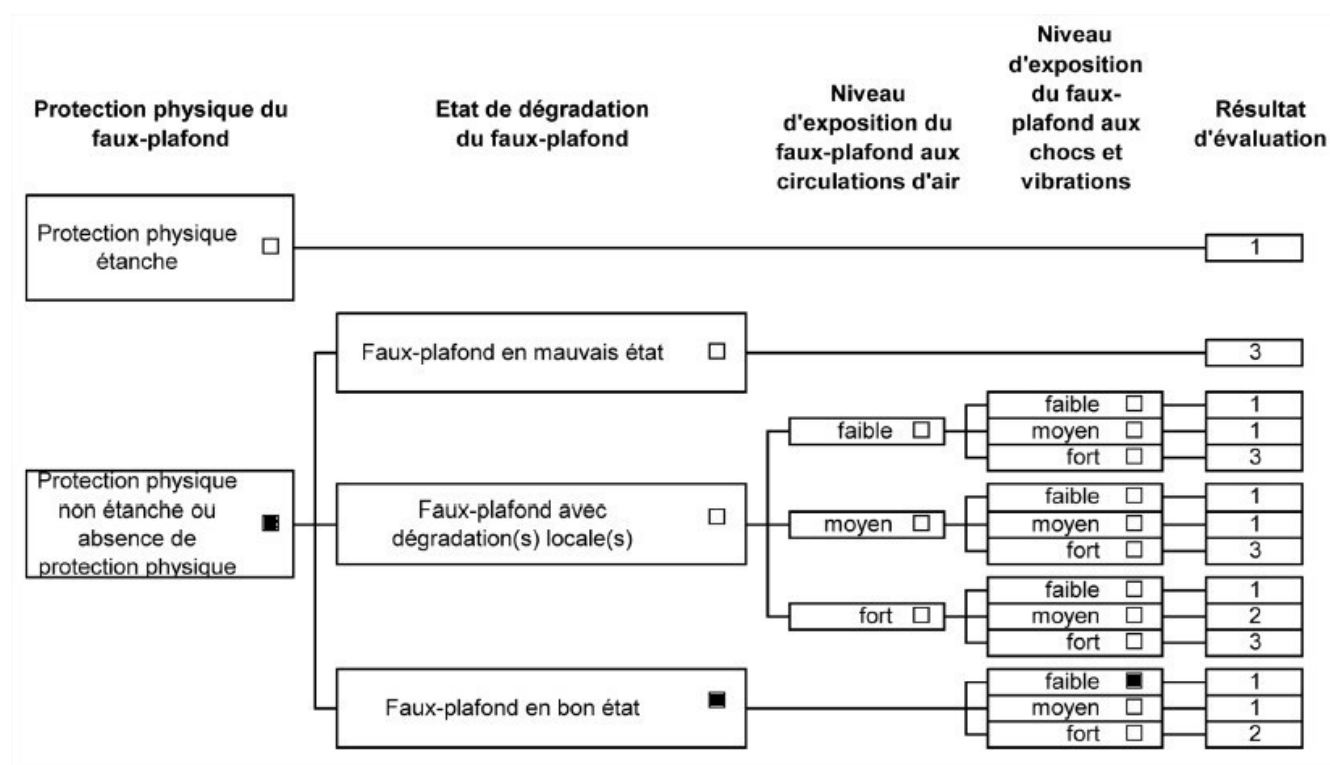 Protection physique du
faux-plafond
Etat de dégradation
du faux-plafond
Niveau
d'exposition du
faux-plafond aux
circulations d'air
Niveau
d'exposition
du faux-
plafond aux
chocs et
vibrations
Résultat
d'évaluation
Protection physique
étanche
1
Faux-plafond en mauvais état
3
Protection physique
non étanche ou
absence de
protection physique
Faux-plafond avec
dégradation(s) locale(s)
faible
faible
1
moyen
1
fort
3
moyen
faible
1
moyen
1
fort
3
fort
faible
1
moyen
2
fort
3
Faux-plafond en bon état
faible
1
moyen
1
fort
2